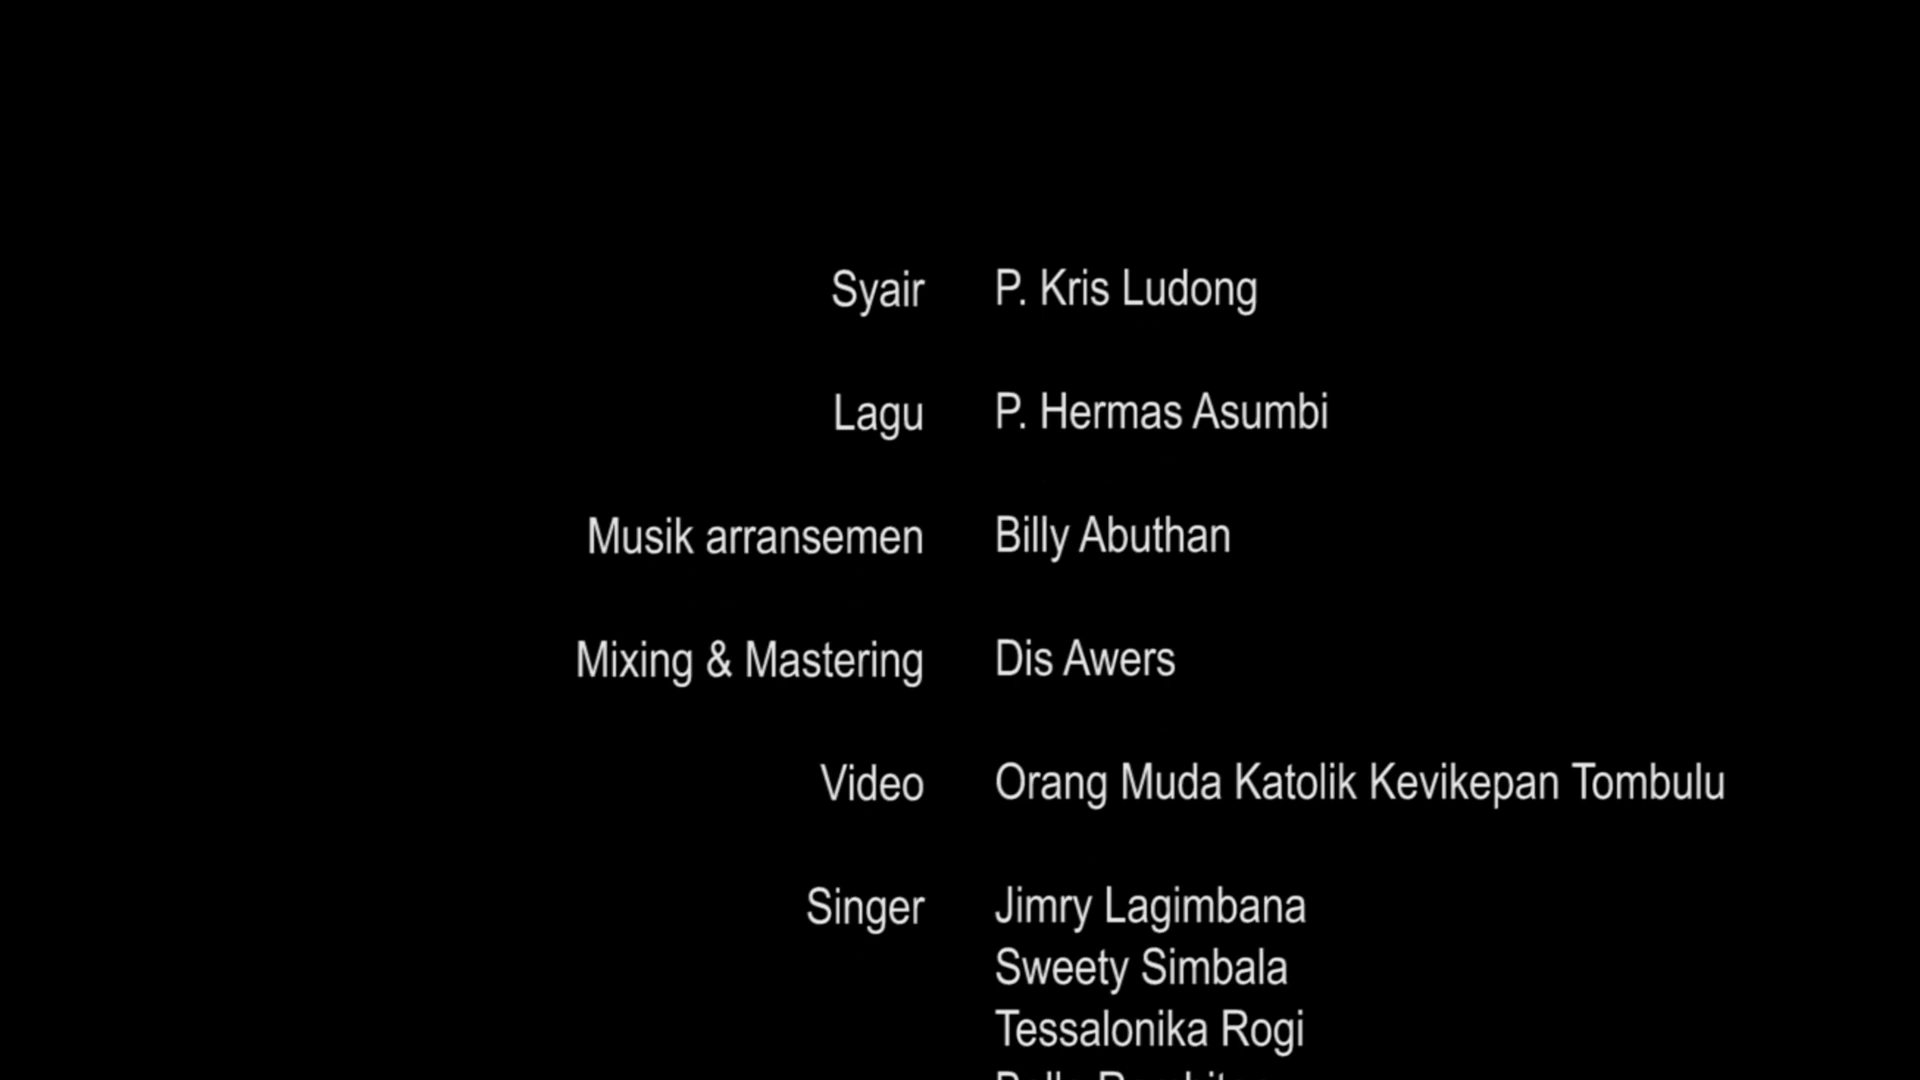 Syair P. Kris Ludong
Lagu P. Hermas Asumbi
Musik arransemen Billy Abuthan
Mixing & Mastering Dis Awers
Video Orang Muda Katolik Kevikepan Tombulu
Singer Jimry Lagimbana
Sweety Simbala
Tessalonika Rogi